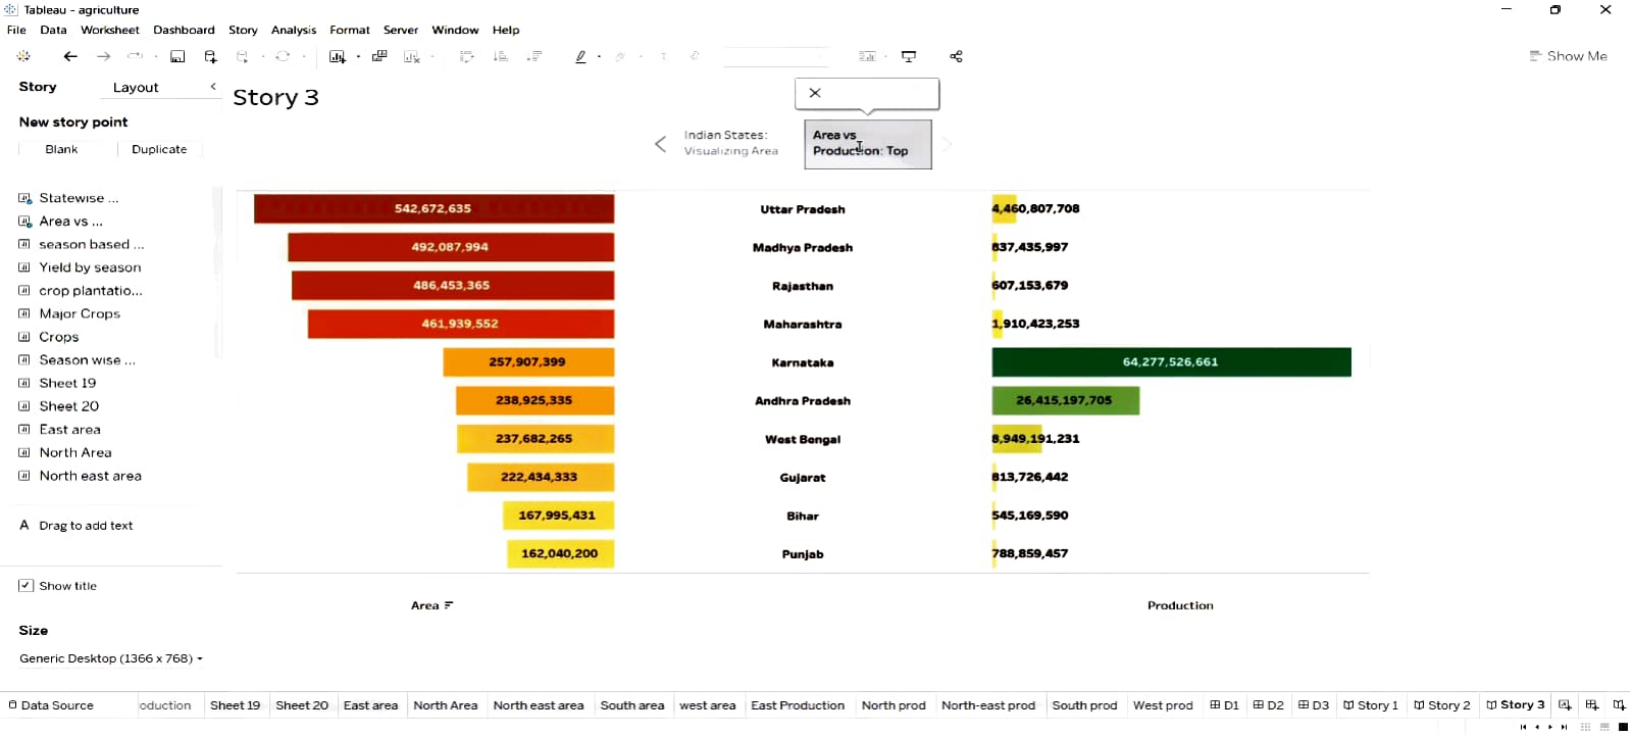 Tableau - agriculture
File Data Worksheet Dashboard Story Analysis Format Server Window Help
Show Me
Story Layout
Story 3
New story point
Blank Duplicate
Indian States:
Visualizing Area
Area vs
Production: Top
Statewise ...
Area vs ...
season based ...
Yield by season
crop plantatio...
Major Crops
Crops
Season wise ...
Sheet 19
Sheet 20
East area
North Area
North east area
A Drag to add text
Show title
Size
Generic Desktop (1366 x 768)
542,672,635 Uttar Pradesh 4,460,807,708
492,087,994 Madhya Pradesh 837,435,997
486,453,365 Rajasthan 607,153,679
461,939,552 Maharashtra 1,910,423,253
257,907,399 Karnataka 64,277,526,661
238,925,335 Andhra Pradesh 26,415,197,705
237,682,265 West Bengal 8,949,191,231
222,434,333 Gujarat 813,726,442
167,995,431 Bihar 545,169,590
162,040,200 Punjab 788,859,457
Area Production
Data Source oduction Sheet 19 Sheet 20 East area North Area North east area South area west area East Production North prod North-east prod South prod West prod D1 D2 D3 Story 1 Story 2 Story 3